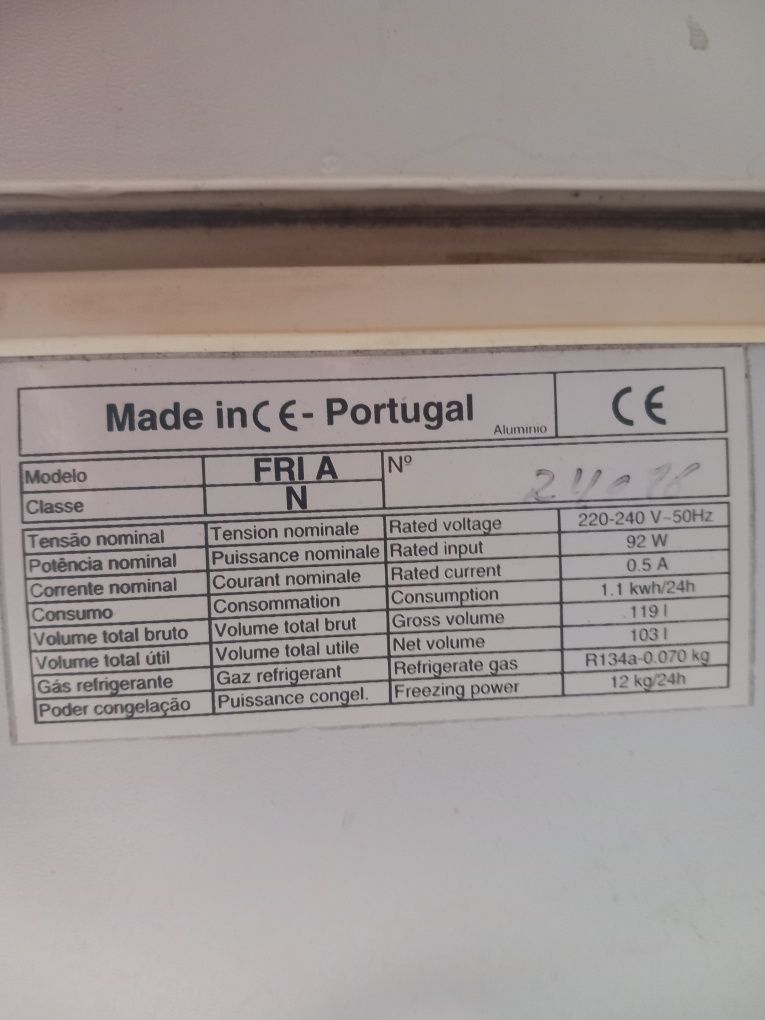 Made in CE - Portugal Aluminio CE
Modelo FRI A Nº
Classe N
Tensão nominal Tension nominale Rated voltage 220-240 V~50Hz
Potência nominal Puissance nominale Rated input 92 W
Corrente nominal Courant nominale Rated current 0.5 A
Consumo Consommation Consumption 1.1 kwh/24h
Volume total bruto Volume total brut Gross volume 119 l
Volume total útil Volume total utile Net volume 103 l
Gás refrigerante Gaz refrigerant Refrigerate gas R134a-0.070 kg
Poder congelação Puissance congel. Freezing power 12 kg/24h